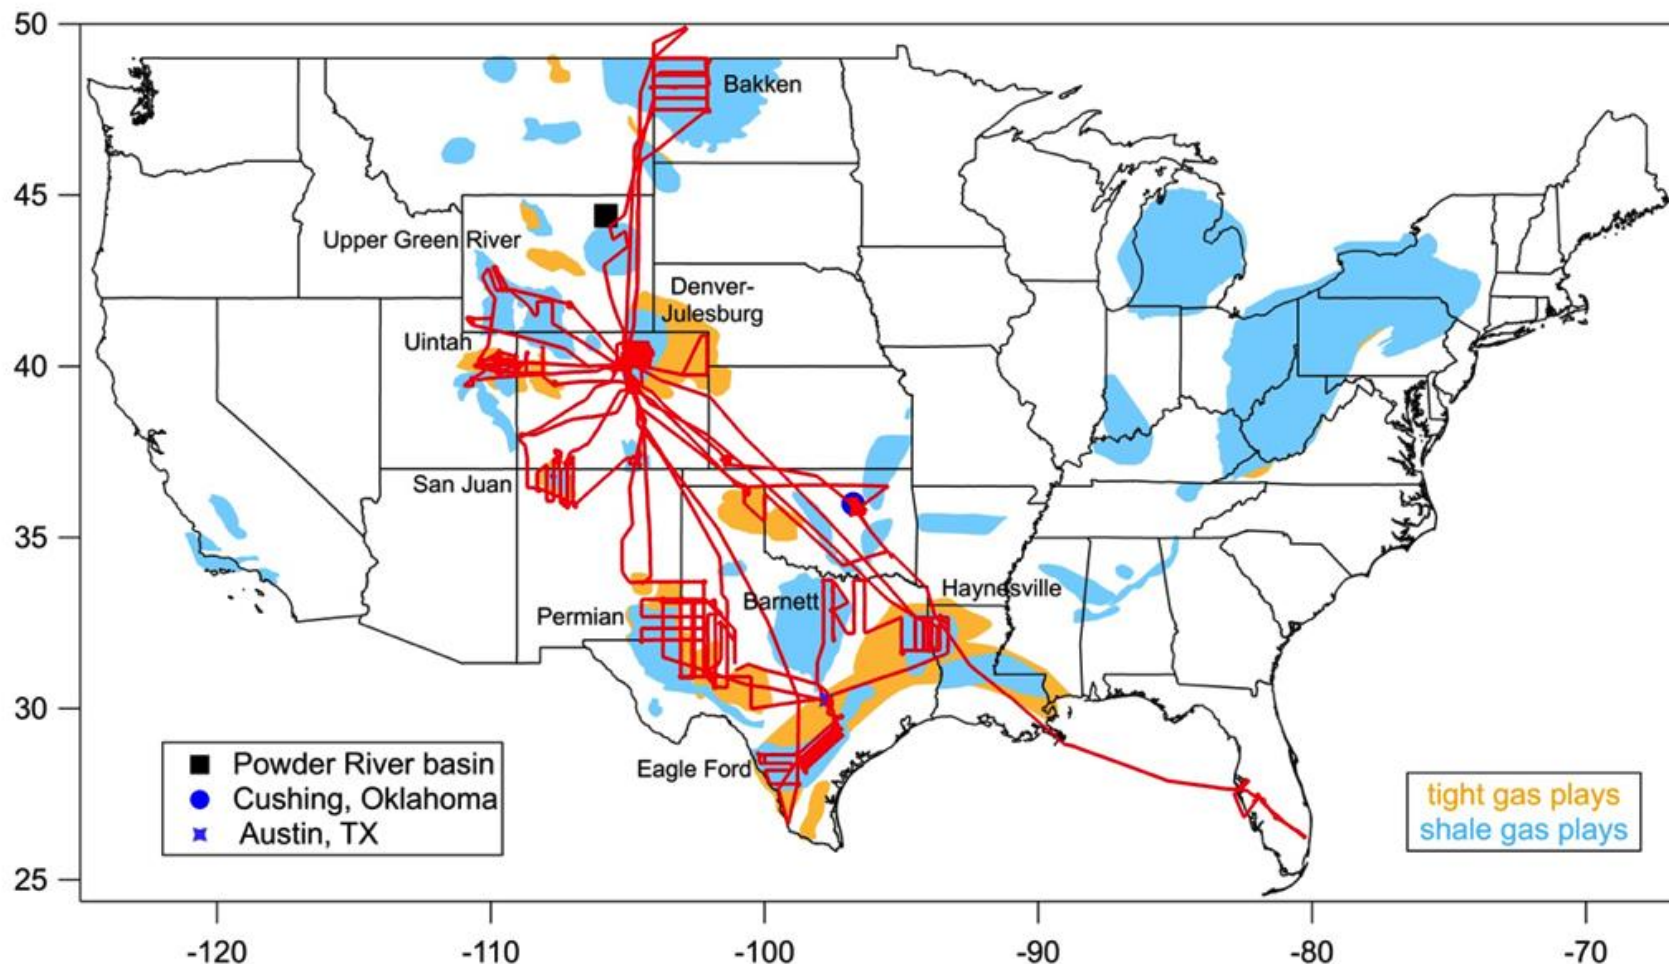 50
45
40
35
30
25
Bakken
Upper Green River
Denver-
Julesburg
Uintah
San Juan
Haynesville
Barnett
Permian
Eagle Ford
Powder River basin
Cushing, Oklahoma
Austin, TX
tight gas plays
shale gas plays
-120
-110
-100
-90
-80
-70